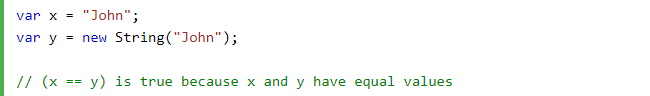 var x = "John";
var y = new String("John");
// (x == y) is true because x and y have equal values